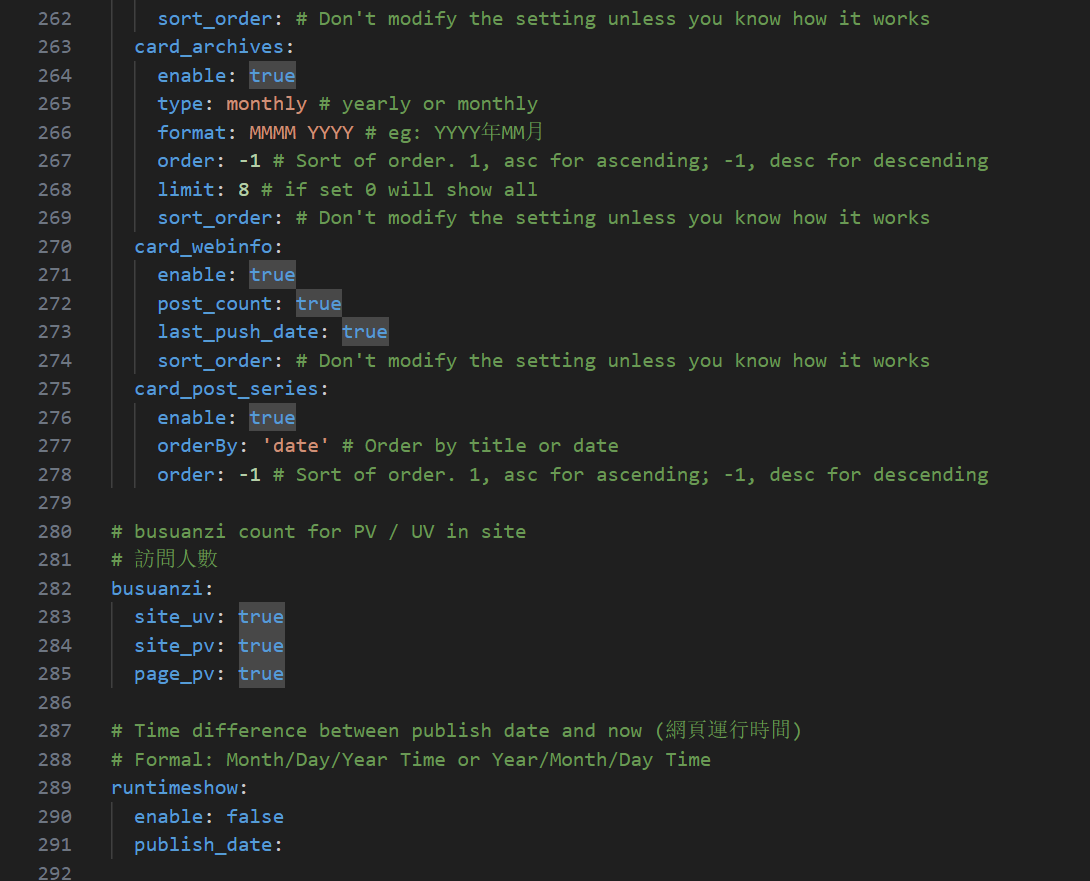 262 sort_order: # Don't modify the setting unless you know how it works
263 card_archives:
264 enable: true
265 type: monthly # yearly or monthly
266 format: MMMM YYYY # eg: YYYY年MM月
267 order: -1 # Sort of order. 1, asc for ascending; -1, desc for descending
268 limit: 8 # if set 0 will show all
269 sort_order: # Don't modify the setting unless you know how it works
270 card_webinfo:
271 enable: true
272 post_count: true
273 last_push_date: true
274 sort_order: # Don't modify the setting unless you know how it works
275 card_post_series:
276 enable: true
277 orderBy: 'date' # Order by title or date
278 order: -1 # Sort of order. 1, asc for ascending; -1, desc for descending
279
280 # busuanzi count for PV / UV in site
281 # 訪問人數
282 busuanzi:
283 site_uv: true
284 site_pv: true
285 page_pv: true
286
287 # Time difference between publish date and now (網頁運行時間)
288 # Formal: Month/Day/Year Time or Year/Month/Day Time
289 runtimeshow:
290 enable: false
291 publish_date:
292